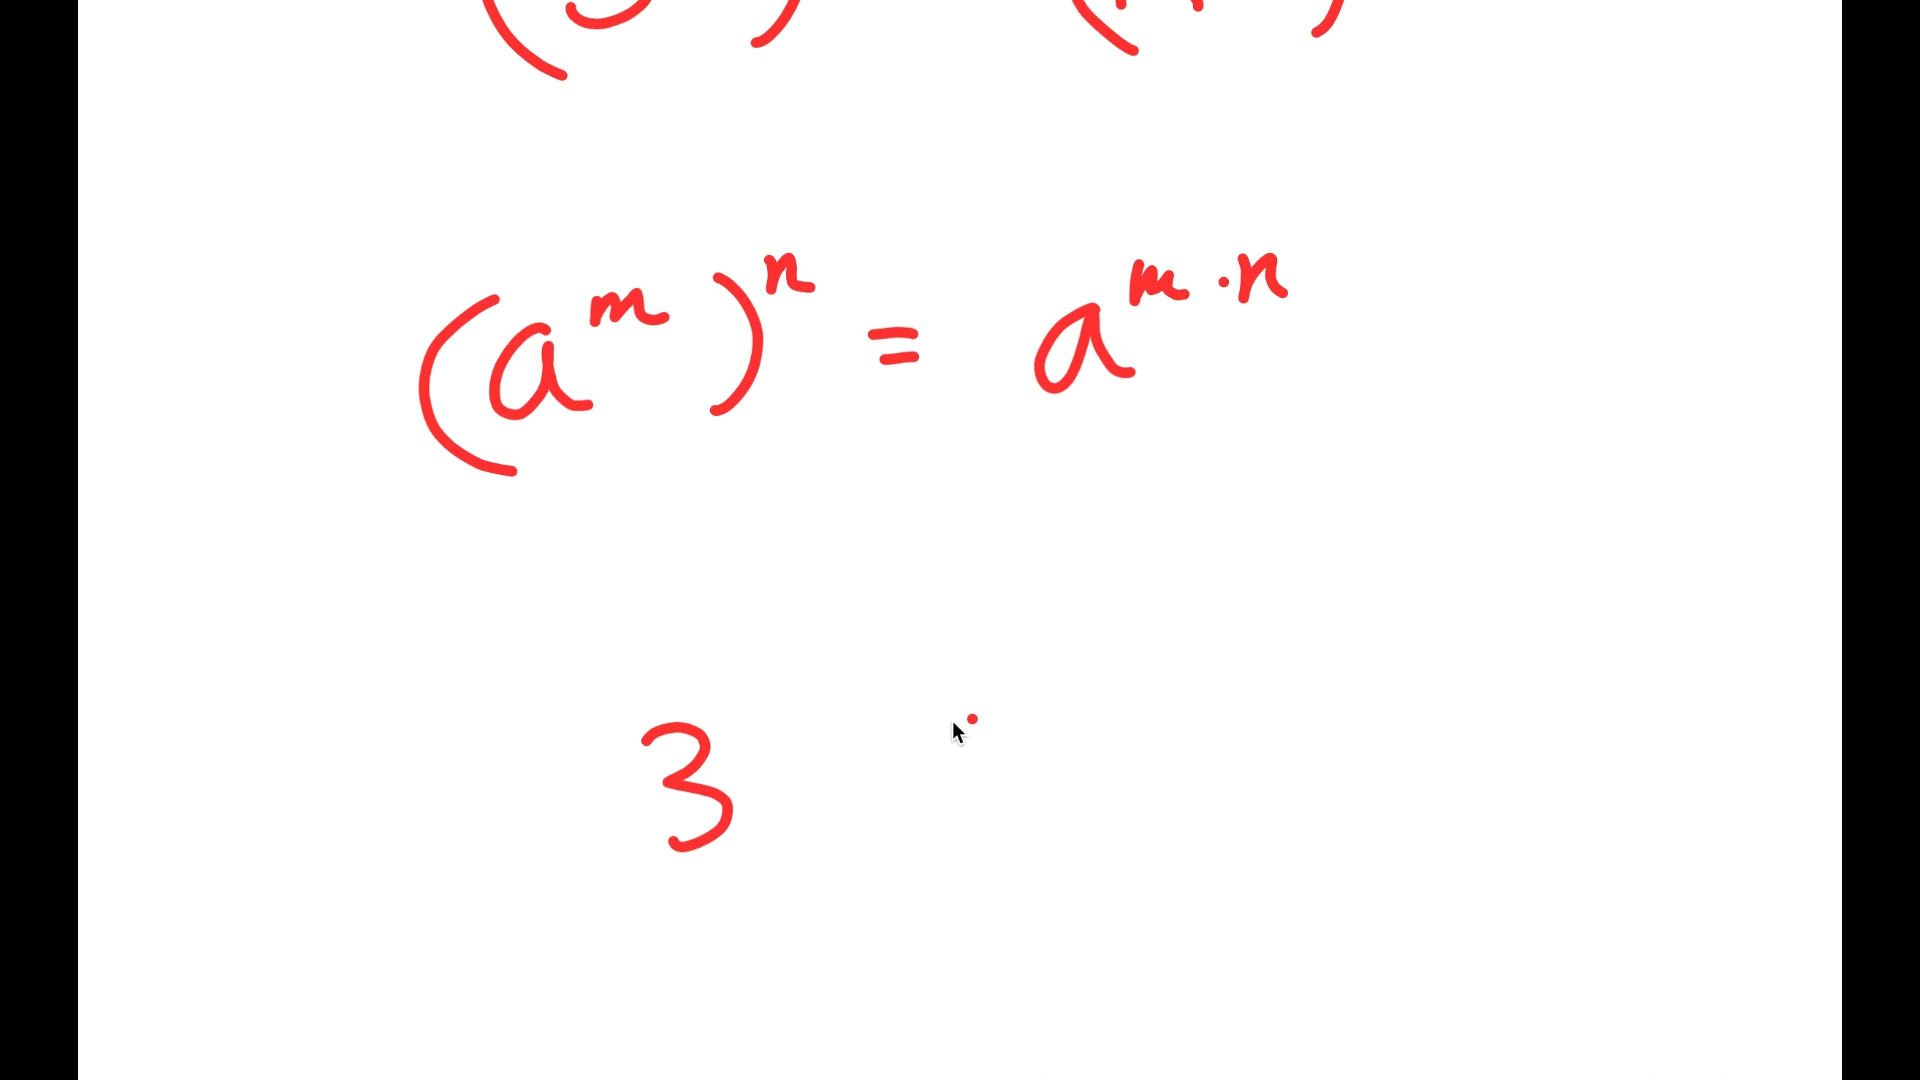 (a^m)^n = a^{m·n}
3